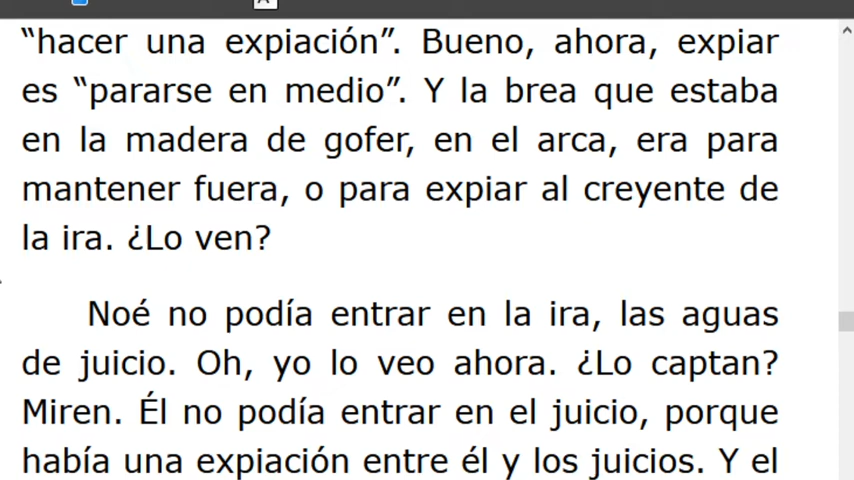 “hacer una expiación”. Bueno, ahora, expiar
es “pararse en medio”. Y la brea que estaba
en la madera de gofer, en el arca, era para
mantener fuera, o para expiar al creyente de
la ira. ¿Lo ven?
Noé no podía entrar en la ira, las aguas
de juicio. Oh, yo lo veo ahora. ¿Lo captan?
Miren. Él no podía entrar en el juicio, porque
había una expiación entre él y los juicios. Y el